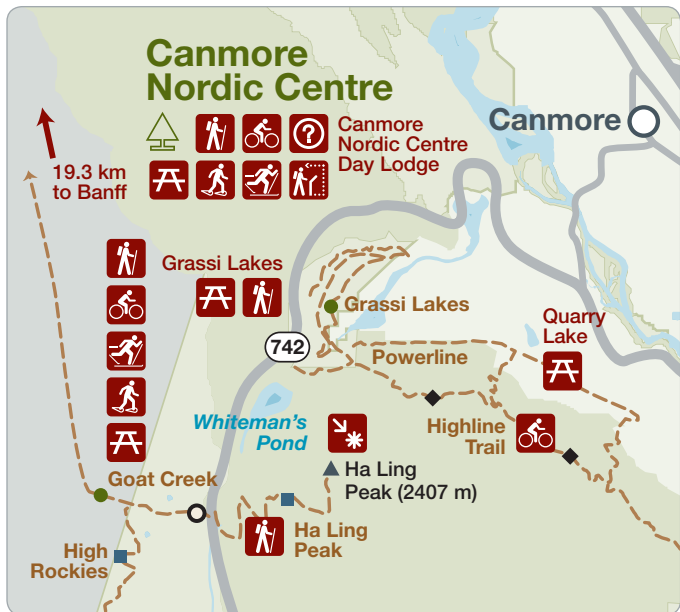 Canmore
Nordic Centre
Canmore
Nordic Centre
Day Lodge
?
Canmore
19.3 km
to Banff
Grassi Lakes
Grassi Lakes
742
Powerline
Quarry
Lake
Whiteman's
Pond
Highline
Trail
Ha Ling
Peak (2407 m)
Goat Creek
Ha Ling
Peak
High
Rockies